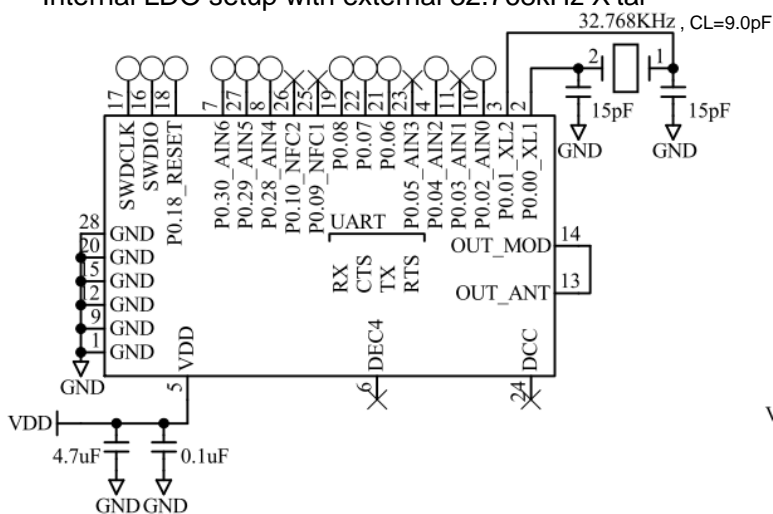 Internal LDO setup with external 32.768kHz X'tal
32.768KHz , CL=9.0pF
2
1
15pF
15pF
GND
GND
17
16
18
7
27
8
26
25
19
20
22
21
23
4
11
10
3
2
SWDCLK
SWDIO
P0.18_RESET
P0.30_AIN6
P0.29_AIN5
P0.28_AIN4
P0.10_NFC2
P0.09_NFC1
P0.08
P0.07
P0.06
P0.05_AIN3
P0.04_AIN2
P0.03_AIN1
P0.02_AIN0
P0.01_XL2
P0.00_XL1
UART
RX
CTS
TX
RTS
28
GND
20
GND
15
GND
12
GND
9
GND
1
GND
GND
OUT_MOD
14
OUT_ANT
13
VDD
5
DEC4
6
DCC
24
VDD
4.7uF
0.1uF
GND
GND
V